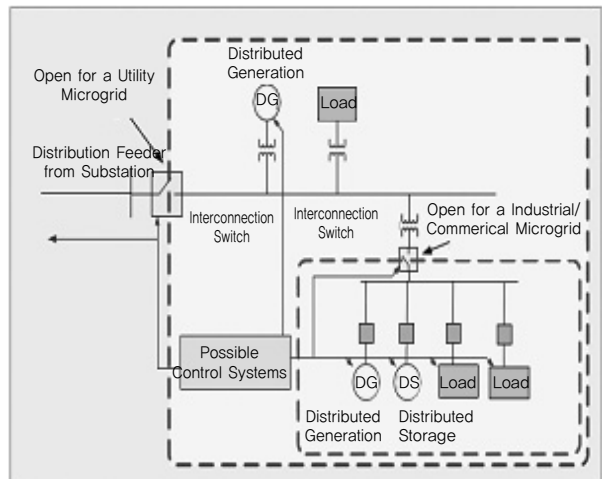 Distributed
Generation
Open for a Utility
Microgrid
DG
Load
Distribution Feeder
from Substation
Interconnection
Switch
Interconnection
Switch
Open for a Industrial/
Commerical Microgrid
Possible
Control Systems
DG
DS
Load
Load
Distributed
Generation
Distributed
Storage